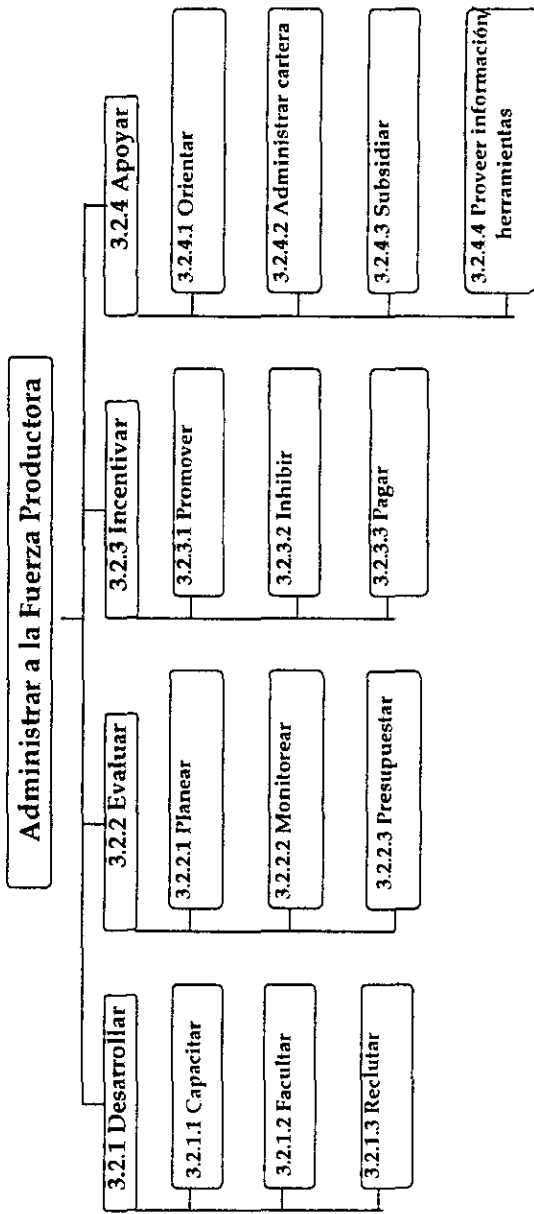 Administrar a la Fuerza Productora
3.2.1 Desarrollar
3.2.1.1 Capacitar
3.2.1.2 Facultar
3.2.1.3 Reclutar
3.2.2 Evaluar
3.2.2.1 Planear
3.2.2.2 Monitorear
3.2.2.3 Presupuestar
3.2.3 Incentivar
3.2.3.1 Promover
3.2.3.2 Inhibir
3.2.3.3 Pagar
3.2.4 Apoyar
3.2.4.1 Orientar
3.2.4.2 Administrar cartera
3.2.4.3 Subsidiar
3.2.4.4 Proveer información/
herramientas